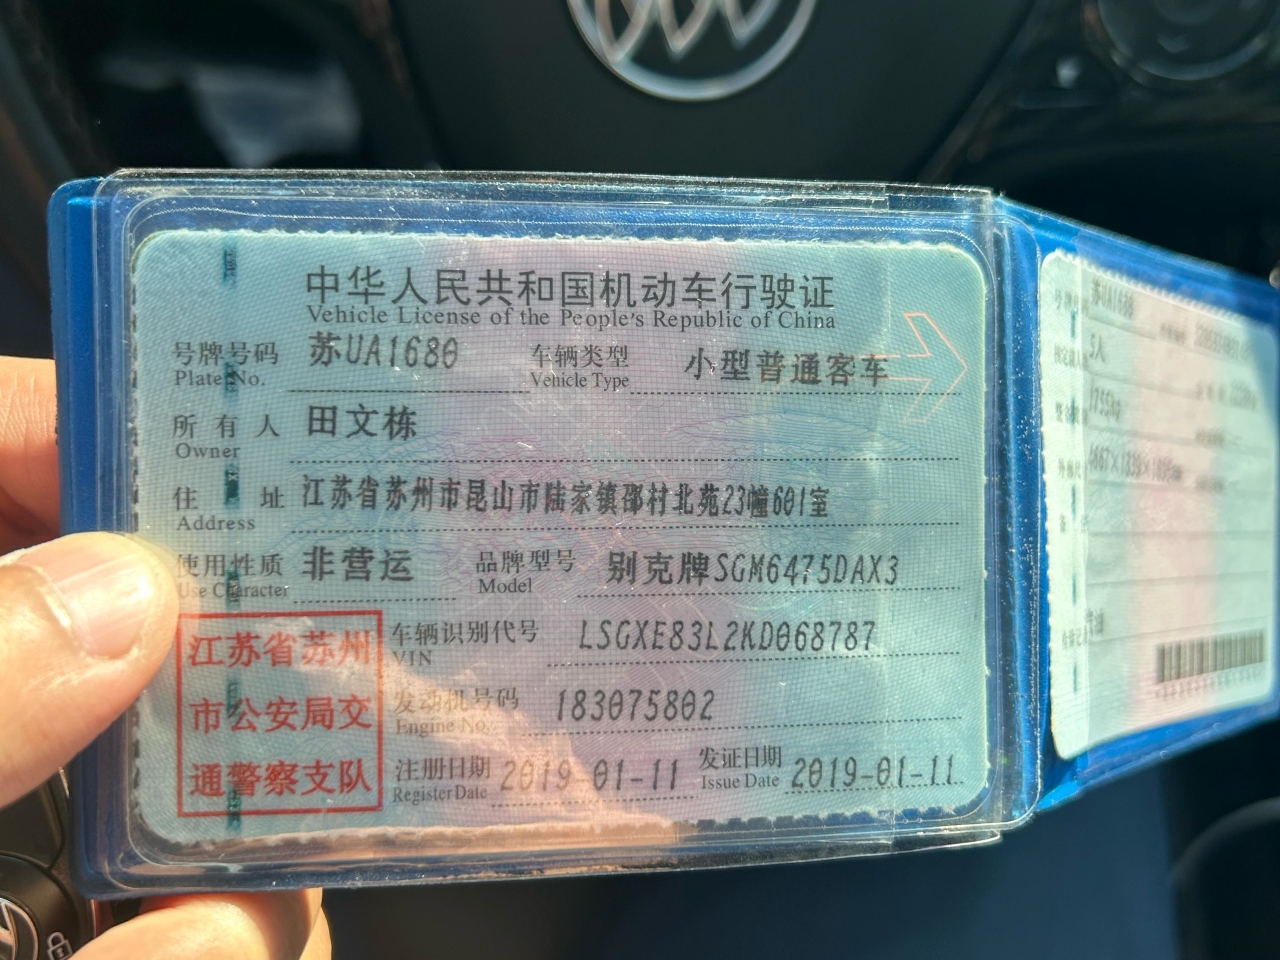 中华人民共和国机动车行驶证
Vehicle License of the People's Republic of China
号牌号码 苏UA1680 车辆类型 小型普通客车
Plate No. Vehicle Type
所有人 田文栋
Owner
住址 江苏省苏州市昆山市陆家镇邵村北苑23幢601室
Address
使用性质 非营运 品牌型号 别克牌SGM6475DAX3
Use Character Model
江苏省苏州
市公安局交
通警察支队
车辆识别代号 LSGXE83L2KD068787
VIN
发动机号码 183075802
Engine No.
注册日期 2019-01-11 发证日期 2019-01-11
Register Date Issue Date
5人